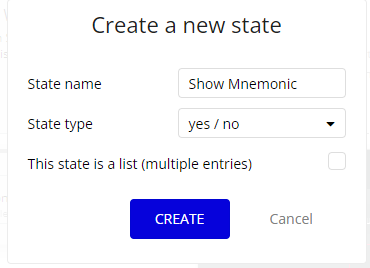 Create a new state
State name Show Mnemonic
State type yes / no
This state is a list (multiple entries)
CREATE Cancel